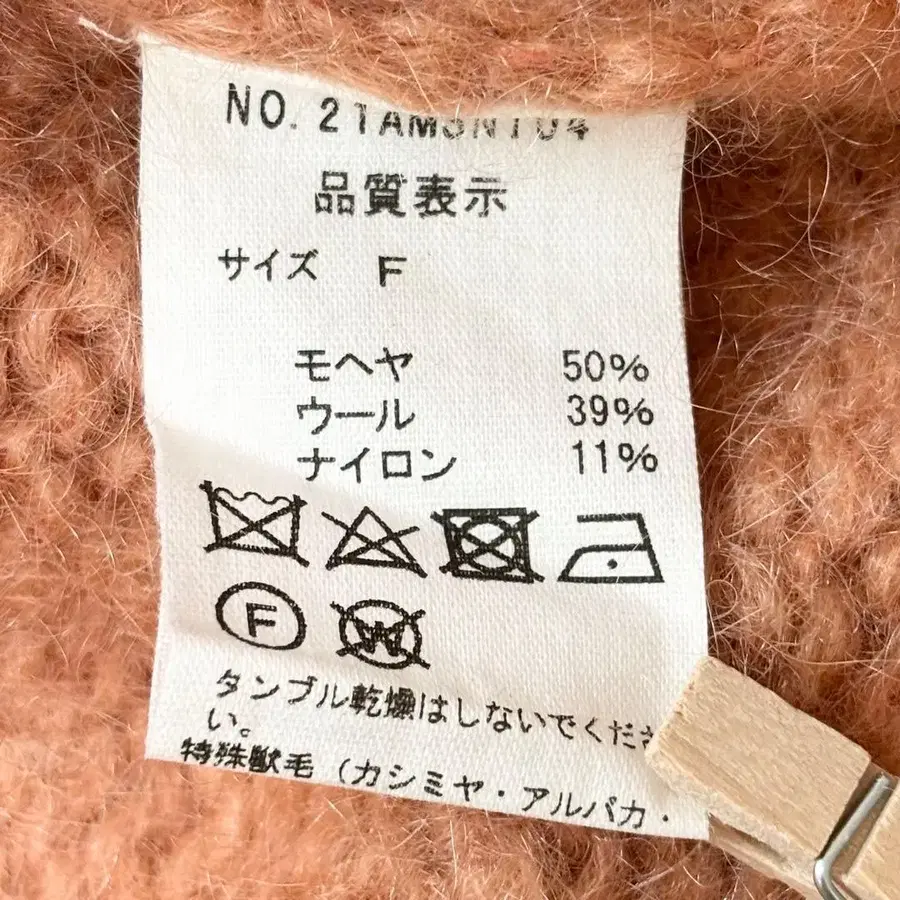 NO. 21AMSN104
品質表示
サイズ F
モヘヤ 50%
ウール 39%
ナイロン 11%
F
W
タンブル乾燥はしないでくださ
い。
特殊獣毛（カシミヤ・アルパカ・